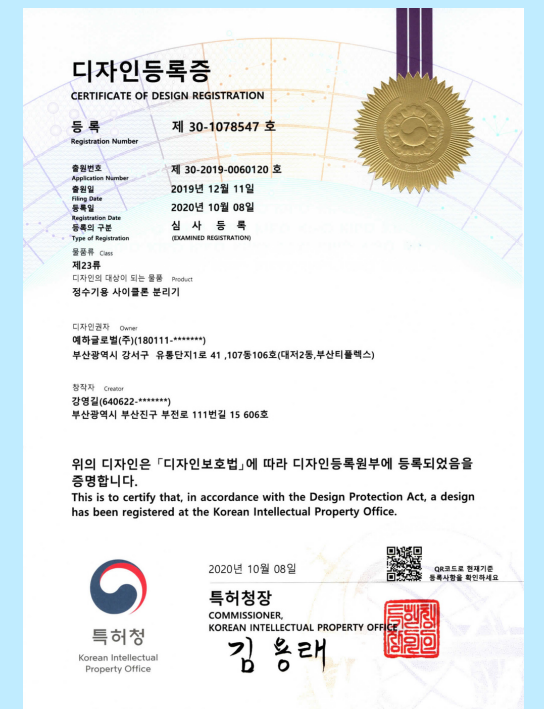 디자인등록증
CERTIFICATE OF DESIGN REGISTRATION
등 록 제 30-1078547 호
Registration Number
출원번호 제 30-2019-0060120 호
Application Number
출원일 2019년 12월 11일
Filing Date
등록일 2020년 10월 08일
Registration Date
등록의 구분 심 사 등 록
Type of Registration (EXAMINED REGISTRATION)
물품류 Class
제23류
디자인의 대상이 되는 물품 Product
정수기용 사이클론 분리기
디자인권자 Owner
예하글로벌(주)(180111-*******)
부산광역시 강서구 유통단지1로 41 ,107동106호(대저2동,부산티플렉스)
창작자 Creator
강영길(640622-*******)
부산광역시 부산진구 부전로 111번길 15 606호
위의 디자인은 「디자인보호법」에 따라 디자인등록원부에 등록되었음을
증명합니다.
This is to certify that, in accordance with the Design Protection Act, a design
has been registered at the Korean Intellectual Property Office.
2020년 10월 08일
QR코드로 현재기준
등록사항을 확인하세요
특허청
Korean Intellectual
Property Office
특허청장
COMMISSIONER,
KOREAN INTELLECTUAL PROPERTY OFFICE
김용래